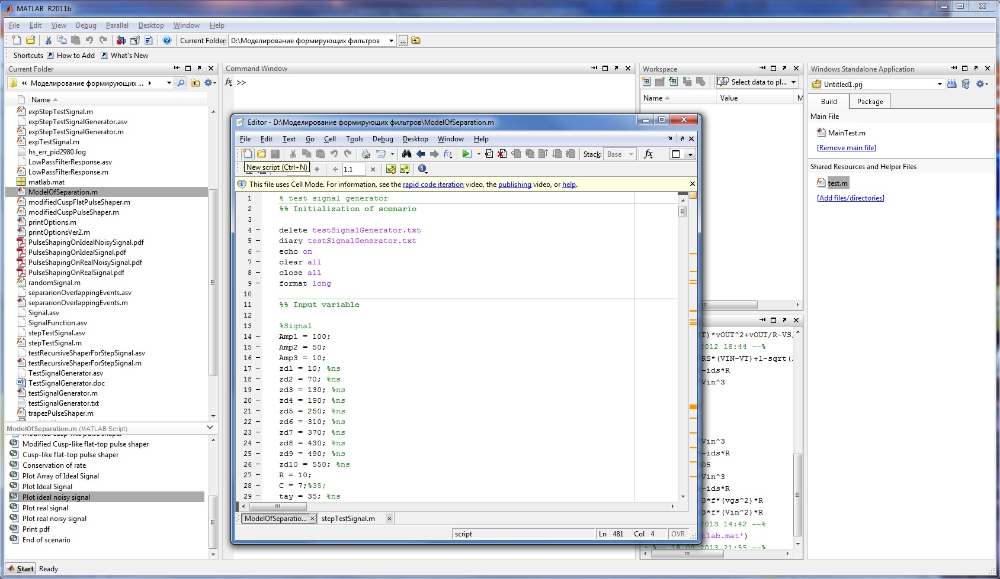 MATLAB R2011b
File Edit View Debug Parallel Desktop Window Help
Current Folder: D:\Моделирование формирующих фильтров
Shortcuts How to Add What's New
Current Folder
« Моделирование формирующих ...
Name
expStepTestSignal.m
expStepTestSignalGenerator.asv
expStepTestSignalGenerator.m
expTestSignal.m
hs_err_pid2980.log
LowPassFilterResponse.asv
LowPassFilterResponse.m
matlab.mat
ModelOfSeparation.m
modifiedCuspFlatPulseShaper.m
modifiedCuspPulseShaper.m
printOptions.m
printOptionsVer2.m
PulseShapingOnIdealNoisySignal.pdf
PulseShapingOnIdealSignal.pdf
PulseShapingOnRealNoisySignal.pdf
PulseShapingOnRealSignal.pdf
randomSignal.m
separarionOverlappingEvents.asv
separarionOverlappingEvents.m
Signal.asv
SignalFunction.asv
stepTestSignal.asv
stepTestSignal.m
testRecursiveShaperForStepSignal.asv
testRecursiveShaperForStepSignal.m
TestSignalGenerator.asv
TestSignalGenerator.doc
testSignalGenerator.m
testSignalGenerator.txt
trapezPulseShaper.m
ModelOfSeparation.m (MATLAB Script)
Modified Cusp-like pulse shaper
Modified Cusp-like flat-top pulse shaper
Cusp-like flat-top pulse shaper
Conservation of rate
Plot Array of Ideal Signal
Plot Ideal Signal
Plot ideal noisy signal
Plot real signal
Plot real noisy signal
Print pdf
End of scenario
Start Ready
Command Window
fx >>
Editor - D:\Моделирование формирующих фильтров\ModelOfSeparation.m
File Edit Text Go Cell Tools Debug Desktop Window Help
Stack: Base fx
New script (Ctrl+N)
+ ÷ 1.1 ×
This file uses Cell Mode. For information, see the rapid code iteration video, the publishing video, or help.
1 % test signal generator
2 %% Initialization of scenario
3
4 - delete testSignalGenerator.txt
5 - diary testSignalGenerator.txt
6 - echo on
7 - clear all
8 - close all
9 - format long
10
11 %% Input variable
12
13 %Signal
14 - Amp1 = 100;
15 - Amp2 = 50;
16 - Amp3 = 10;
17 - zd1 = 10; %ns
18 - zd2 = 70; %ns
19 - zd3 = 130; %ns
20 - zd4 = 190; %ns
21 - zd5 = 250; %ns
22 - zd6 = 310; %ns
23 - zd7 = 370; %ns
24 - zd8 = 430; %ns
25 - zd9 = 490; %ns
26 - zd10 = 550; %ns
27 - R = 10;
28 - C = 7;%35;
29 - tay = 35; %ns
ModelOfSeparatio... × stepTestSignal.m ×
script Ln 481 Col 4 OVR
Workspace
Select data to pl...
Name Value M
T)*vOUT^2+vOUT/R-VS
2012 18:44 --%
RS*(VIN-VT)+1-sqrt(
-ids*R
Vin^3
Vin^3
-ids*R
05
Vin^3
-ids*R
3*f*(vgs^2)*R
3*f*(Vin^2)*R
2013 14:42 --%
tlab.mat')
%-- 18.09.2013 21:55 --%
Windows Standalone Application
Untitled1.prj
Build Package
Main File
MainTest.m
[Remove main file]
Shared Resources and Helper Files
test.m
[Add files/directories]